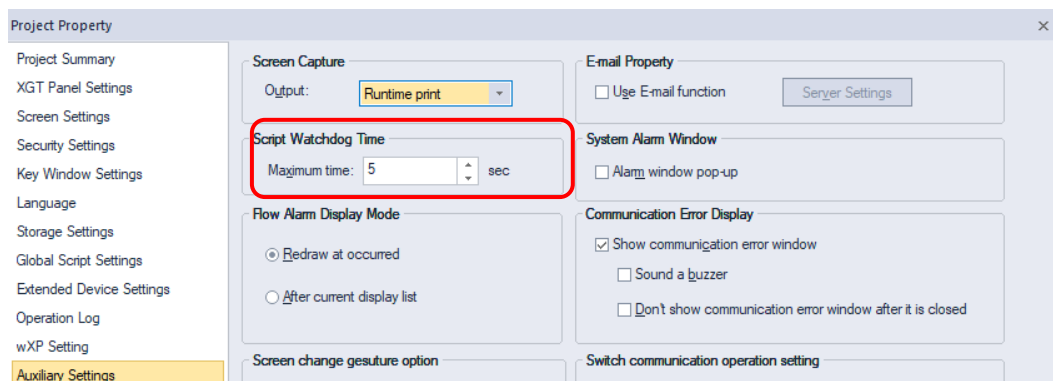 Project Property
Project Summary
XGT Panel Settings
Screen Settings
Security Settings
Key Window Settings
Language
Storage Settings
Global Script Settings
Extended Device Settings
Operation Log
wXP Setting
Auxiliary Settings
Screen Capture
Output: Runtime print
Script Watchdog Time
Maximum time: 5 sec
Flow Alarm Display Mode
Redraw at occurred
After current display list
Screen change gesuture option
E-mail Property
Use E-mail function Server Settings
System Alarm Window
Alarm window pop-up
Communication Error Display
Show communication error window
Sound a buzzer
Don't show communication error window after it is closed
Switch communication operation setting